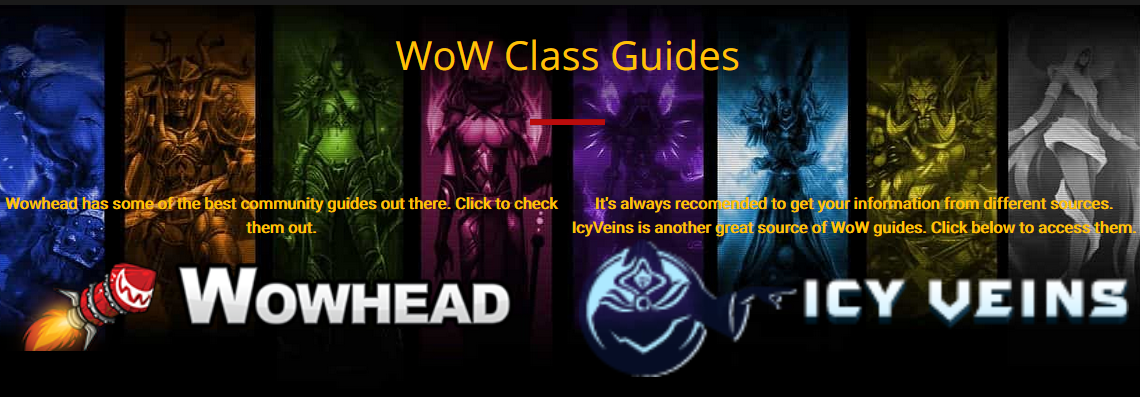 WoW Class Guides
Wowhead has some of the best community guides out there. Click to check
them out.
It's always recomended to get your information from different sources.
IcyVeins is another great source of WoW guides. Click below to access them.
WOWHEAD
ICY VEINS